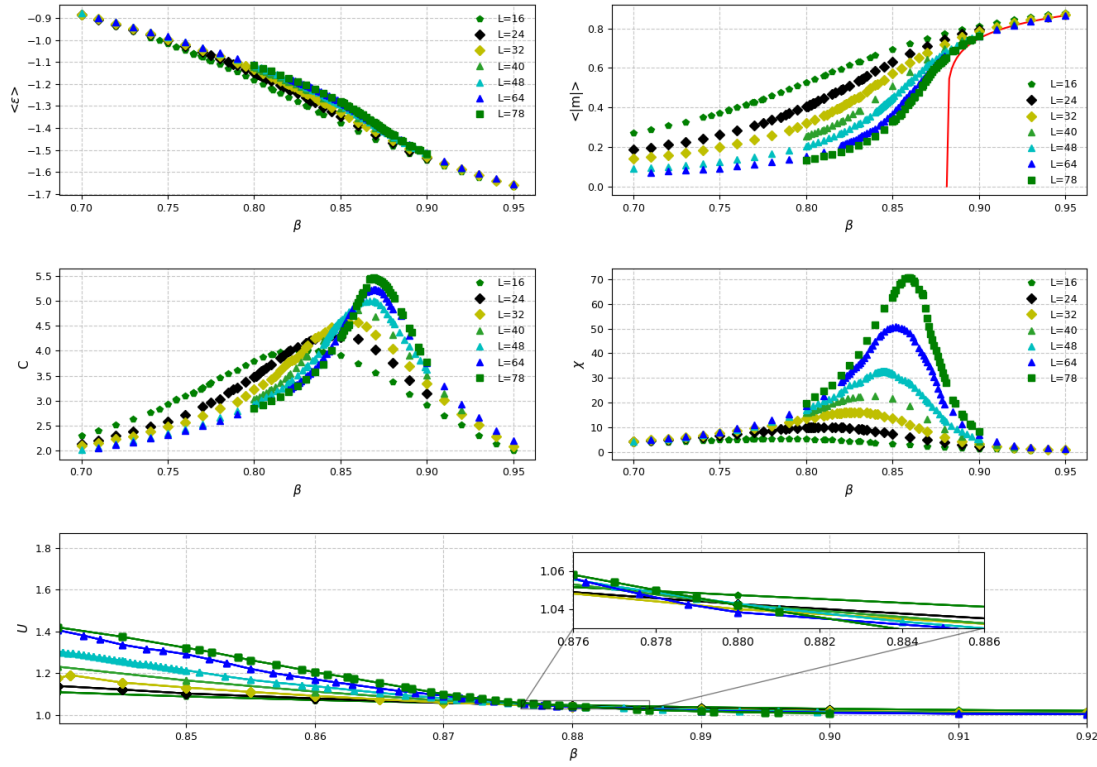 −0.9
−1.0
−1.1
−1.2
−1.3
−1.4
−1.5
−1.6
−1.7
<ε>
0.70
0.75
0.80
0.85
0.90
0.95
β
L=16
L=24
L=32
L=40
L=48
L=64
L=78
0.8
0.6
0.4
0.2
0.0
<|m|>
0.70
0.75
0.80
0.85
0.90
0.95
β
L=16
L=24
L=32
L=40
L=48
L=64
L=78
5.5
5.0
4.5
4.0
3.5
3.0
2.5
2.0
C
0.70
0.75
0.80
0.85
0.90
0.95
β
L=16
L=24
L=32
L=40
L=48
L=64
L=78
70
60
50
40
30
20
10
0
χ
0.70
0.75
0.80
0.85
0.90
0.95
β
L=16
L=24
L=32
L=40
L=48
L=64
L=78
1.8
1.6
1.4
1.2
1.0
U
0.85
0.86
0.87
0.88
0.89
0.90
0.91
0.92
β
1.06
1.04
0.876
0.878
0.880
0.882
0.884
0.886